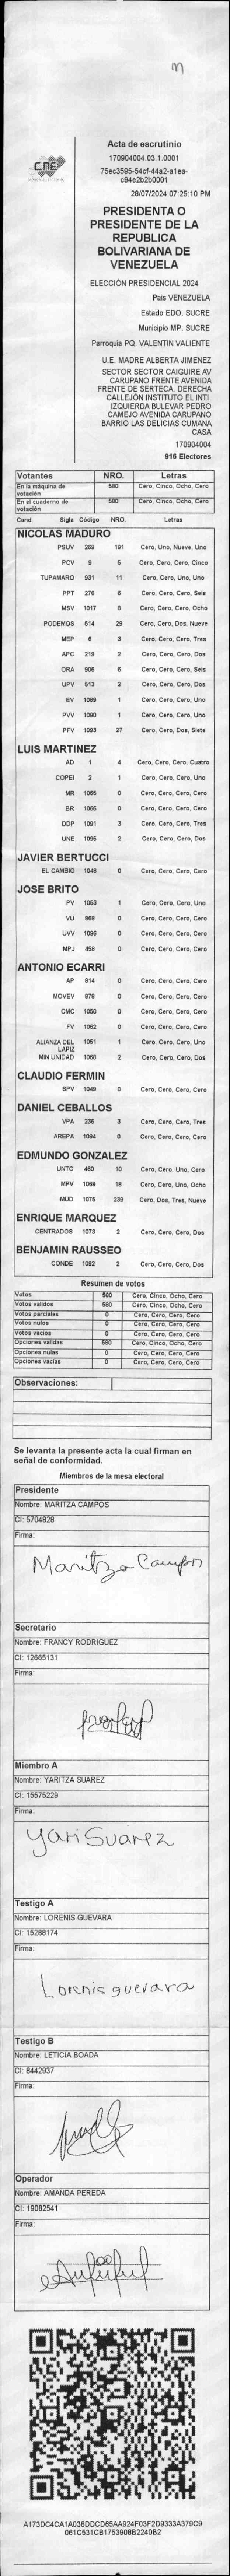 m
CNE
Acta de escrutinio
170904004.03.1.0001
75ec3595-54cf-44a2-a1ea-
c94e2b2b0001
28/07/2024 07:25:10 PM
PRESIDENTA O
PRESIDENTE DE LA
REPUBLICA
BOLIVARIANA DE
VENEZUELA
ELECCIÓN PRESIDENCIAL 2024
País VENEZUELA
Estado EDO. SUCRE
Municipio MP. SUCRE
Parroquia PQ. VALENTIN VALIENTE
U.E. MADRE ALBERTA JIMENEZ
SECTOR SECTOR CAIGUIRE AV
CARUPANO FRENTE AVENIDA
FRENTE DE SERTECA. DERECHA
CALLEJÓN INSTITUTO EL INTI.
IZQUIERDA BULEVAR PEDRO
CAMEJO AVENIDA CARUPANO
BARRIO LAS DELICIAS CUMANA
CASA
170904004
916 Electores
Votantes NRO. Letras
En la máquina de votación 580 Cero, Cinco, Ocho, Cero
En el cuaderno de votación 580 Cero, Cinco, Ocho, Cero
Cand. Sigla Código NRO. Letras
NICOLAS MADURO
PSUV 269 191 Cero, Uno, Nueve, Uno
PCV 9 5 Cero, Cero, Cero, Cinco
TUPAMARO 931 11 Cero, Cero, Uno, Uno
PPT 276 6 Cero, Cero, Cero, Seis
MSV 1017 8 Cero, Cero, Cero, Ocho
PODEMOS 514 29 Cero, Cero, Dos, Nueve
MEP 6 3 Cero, Cero, Cero, Tres
APC 219 2 Cero, Cero, Cero, Dos
ORA 906 6 Cero, Cero, Cero, Seis
UPV 513 2 Cero, Cero, Cero, Dos
EV 1089 1 Cero, Cero, Cero, Uno
PVV 1090 1 Cero, Cero, Cero, Uno
PFV 1093 27 Cero, Cero, Dos, Siete
LUIS MARTINEZ
AD 1 4 Cero, Cero, Cero, Cuatro
COPEI 2 1 Cero, Cero, Cero, Uno
MR 1065 0 Cero, Cero, Cero, Cero
BR 1066 0 Cero, Cero, Cero, Cero
DDP 1091 3 Cero, Cero, Cero, Tres
UNE 1095 2 Cero, Cero, Cero, Dos
JAVIER BERTUCCI
EL CAMBIO 1046 0 Cero, Cero, Cero, Cero
JOSE BRITO
PV 1053 1 Cero, Cero, Cero, Uno
VU 868 0 Cero, Cero, Cero, Cero
UVV 1096 0 Cero, Cero, Cero, Cero
MPJ 458 0 Cero, Cero, Cero, Cero
ANTONIO ECARRI
AP 814 0 Cero, Cero, Cero, Cero
MOVEV 878 0 Cero, Cero, Cero, Cero
CMC 1050 0 Cero, Cero, Cero, Cero
FV 1062 0 Cero, Cero, Cero, Cero
ALIANZA DEL LAPIZ 1051 1 Cero, Cero, Cero, Uno
MIN UNIDAD 1068 2 Cero, Cero, Cero, Dos
CLAUDIO FERMIN
SPV 1049 0 Cero, Cero, Cero, Cero
DANIEL CEBALLOS
VPA 236 3 Cero, Cero, Cero, Tres
AREPA 1094 0 Cero, Cero, Cero, Cero
EDMUNDO GONZALEZ
UNTC 460 10 Cero, Cero, Uno, Cero
MPV 1069 18 Cero, Cero, Uno, Ocho
MUD 1075 239 Cero, Dos, Tres, Nueve
ENRIQUE MARQUEZ
CENTRADOS 1073 2 Cero, Cero, Cero, Dos
BENJAMIN RAUSSEO
CONDE 1092 2 Cero, Cero, Cero, Dos
Resumen de votos
Votos 580 Cero, Cinco, Ocho, Cero
Votos validos 580 Cero, Cinco, Ocho, Cero
Votos parciales 0 Cero, Cero, Cero, Cero
Votos nulos 0 Cero, Cero, Cero, Cero
Votos vacíos 0 Cero, Cero, Cero, Cero
Opciones válidas 580 Cero, Cinco, Ocho, Cero
Opciones nulas 0 Cero, Cero, Cero, Cero
Opciones vacías 0 Cero, Cero, Cero, Cero
Observaciones:
Se levanta la presente acta la cual firman en
señal de conformidad.
Miembros de la mesa electoral
Presidente
Nombre: MARITZA CAMPOS
CI: 5704828
Firma:
Maritza Campos
Secretario
Nombre: FRANCY RODRIGUEZ
CI: 12665131
Firma:
Miembro A
Nombre: YARITZA SUAREZ
CI: 15575229
Firma:
Yari Suarez
Testigo A
Nombre: LORENIS GUEVARA
CI: 15288174
Firma:
Lorenis guevara
Testigo B
Nombre: LETICIA BOADA
CI: 8442937
Firma:
Operador
Nombre: AMANDA PEREDA
CI: 19082541
Firma:
A173DC4CA1A038DDCD65AA924F03F2D9333A379C9
061C531CB1753908B2240B2